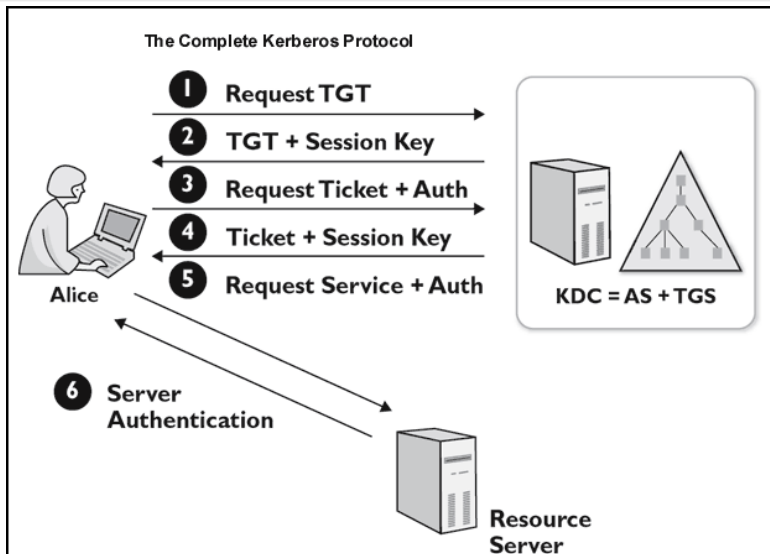 The Complete Kerberos Protocol
1 Request TGT
2 TGT + Session Key
3 Request Ticket + Auth
4 Ticket + Session Key
5 Request Service + Auth
Alice
KDC = AS + TGS
6 Server
Authentication
Resource
Server